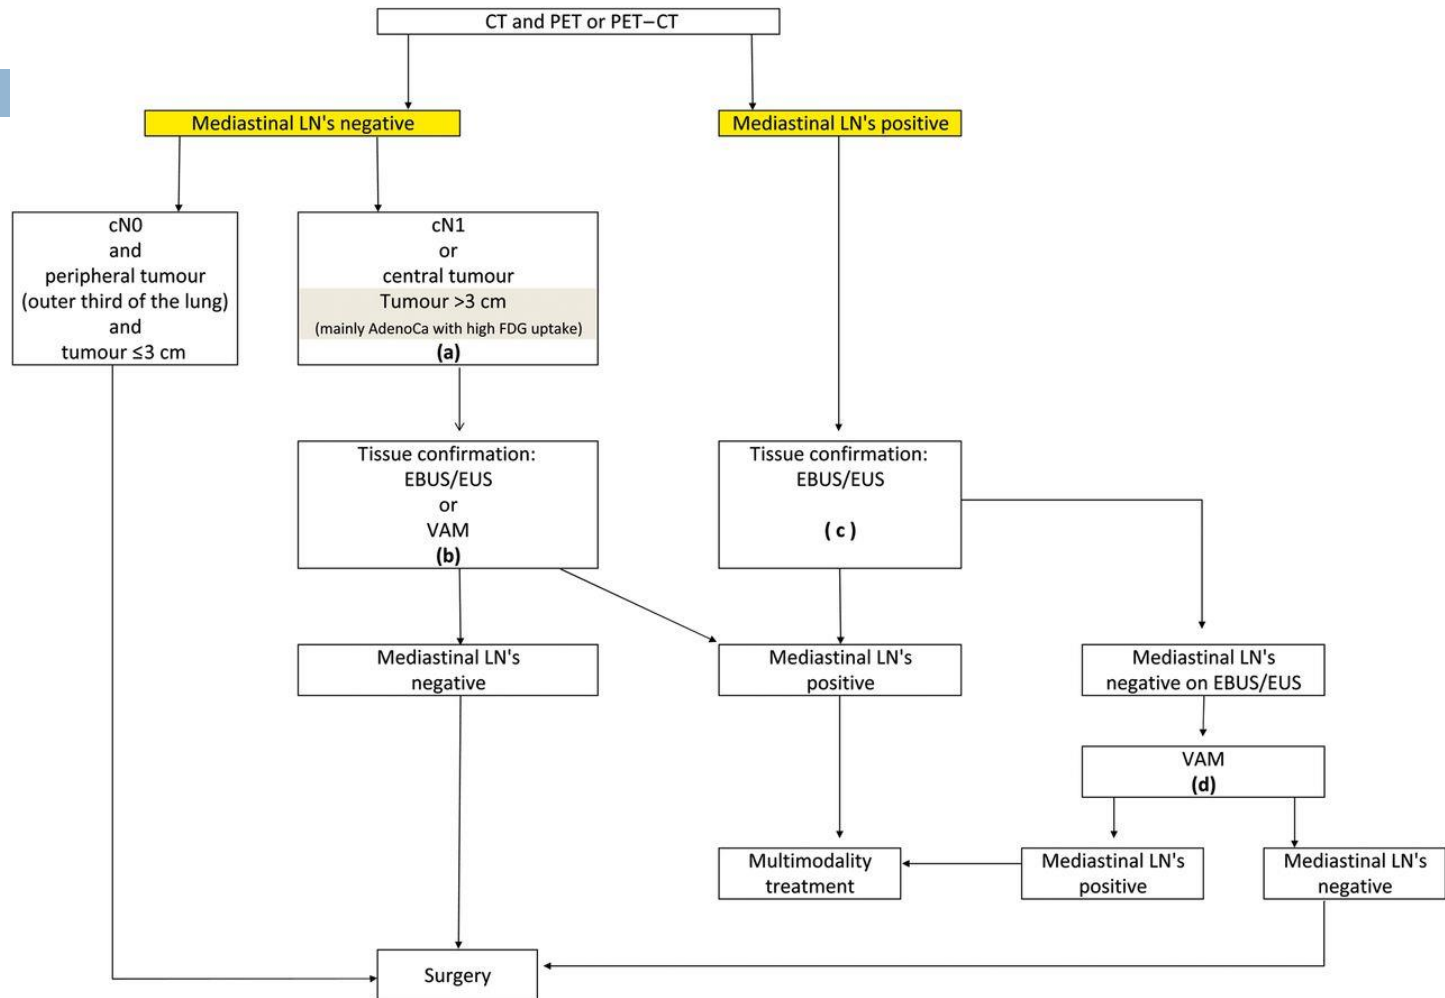 CT and PET or PET–CT
Mediastinal LN's negative
Mediastinal LN's positive
cN0
and
peripheral tumour
(outer third of the lung)
and
tumour ≤3 cm
cN1
or
central tumour
Tumour >3 cm
(mainly AdenoCa with high FDG uptake)
(a)
Tissue confirmation:
EBUS/EUS
or
VAM
(b)
Tissue confirmation:
EBUS/EUS
( c )
Mediastinal LN's
negative
Mediastinal LN's
positive
Mediastinal LN's
negative on EBUS/EUS
VAM
(d)
Multimodality
treatment
Mediastinal LN's
positive
Mediastinal LN's
negative
Surgery